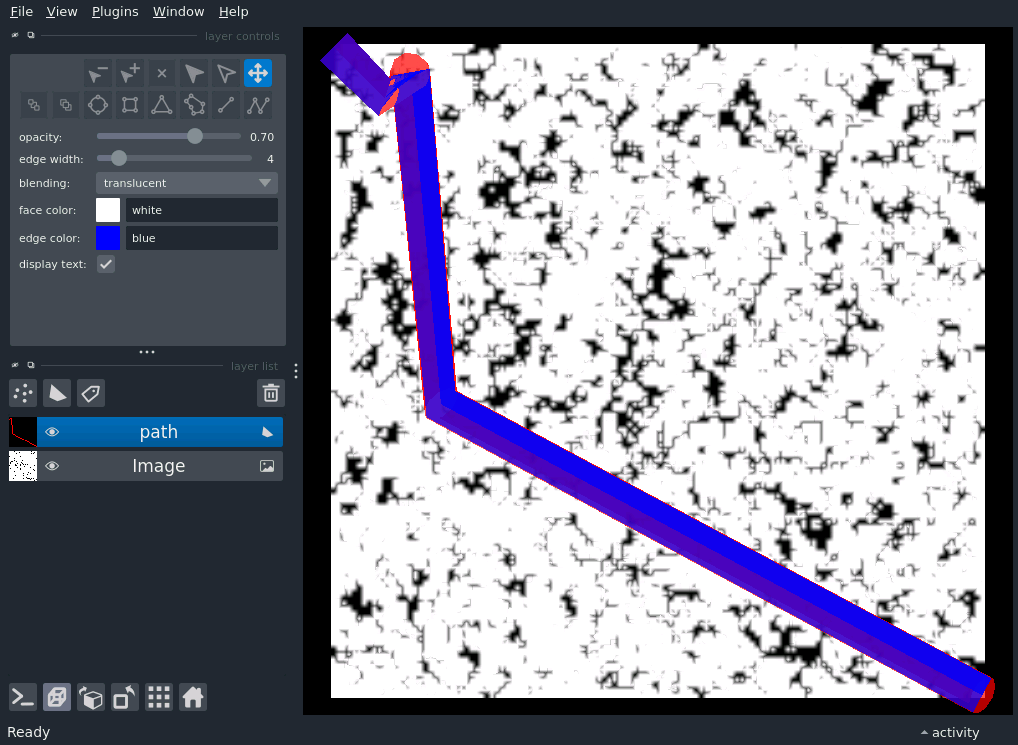 File View Plugins Window Help
layer controls
opacity: 0.70
edge width: 4
blending: translucent
face color: white
edge color: blue
display text:
layer list
path
Image
Ready activity